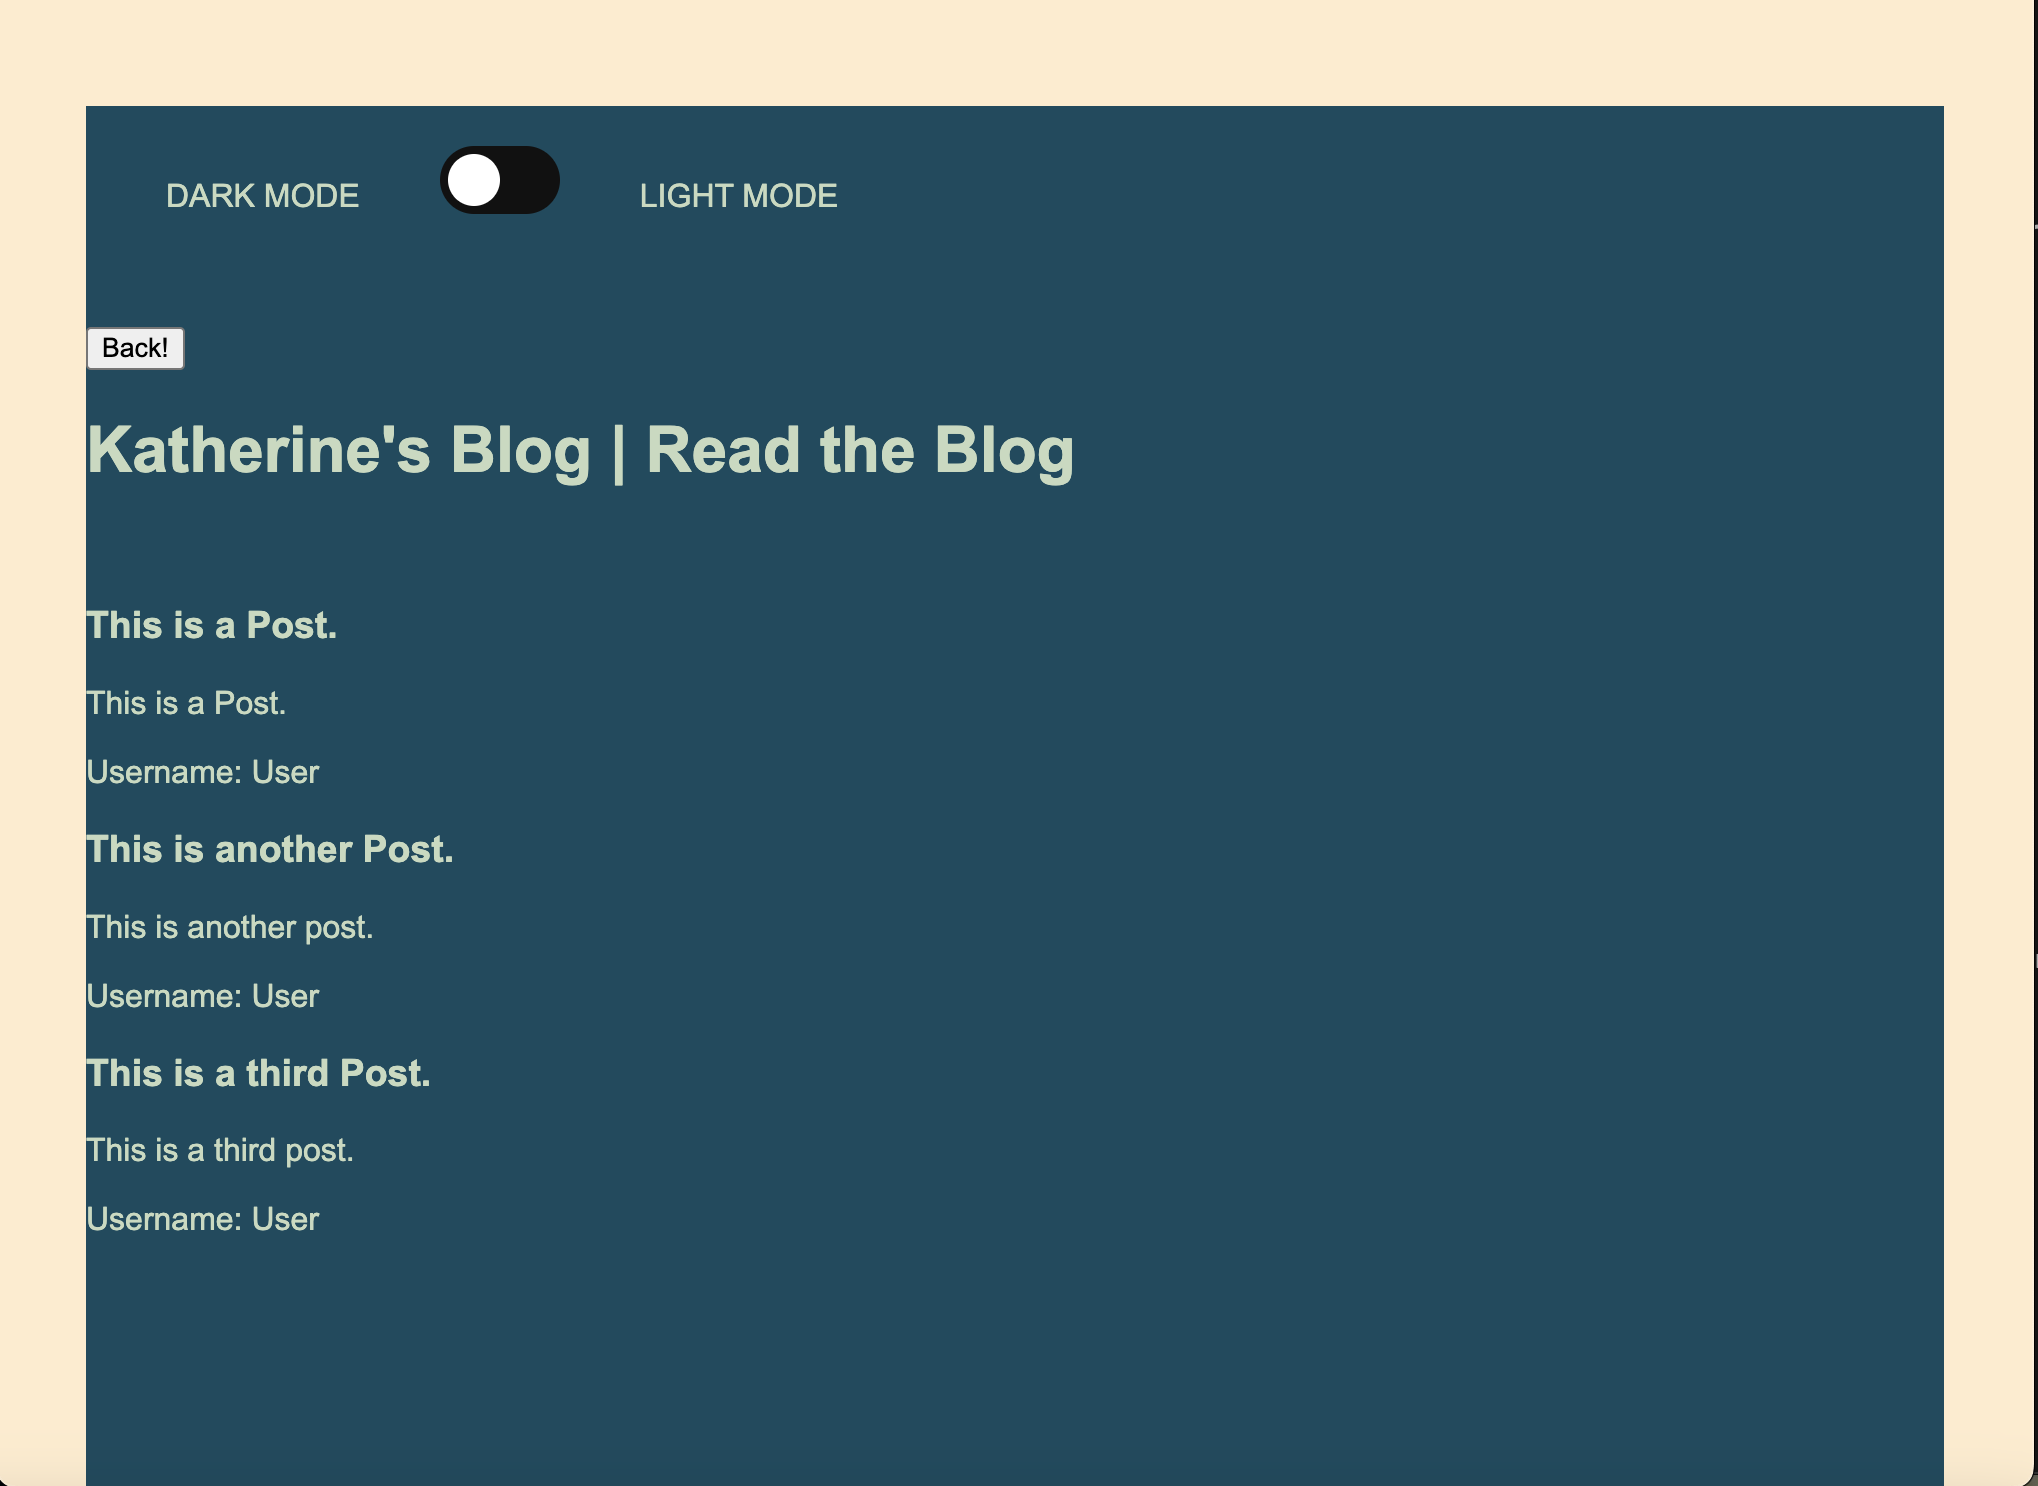 DARK MODE LIGHT MODE
Back!
Katherine's Blog | Read the Blog
This is a Post.
This is a Post.
Username: User
This is another Post.
This is another post.
Username: User
This is a third Post.
This is a third post.
Username: User